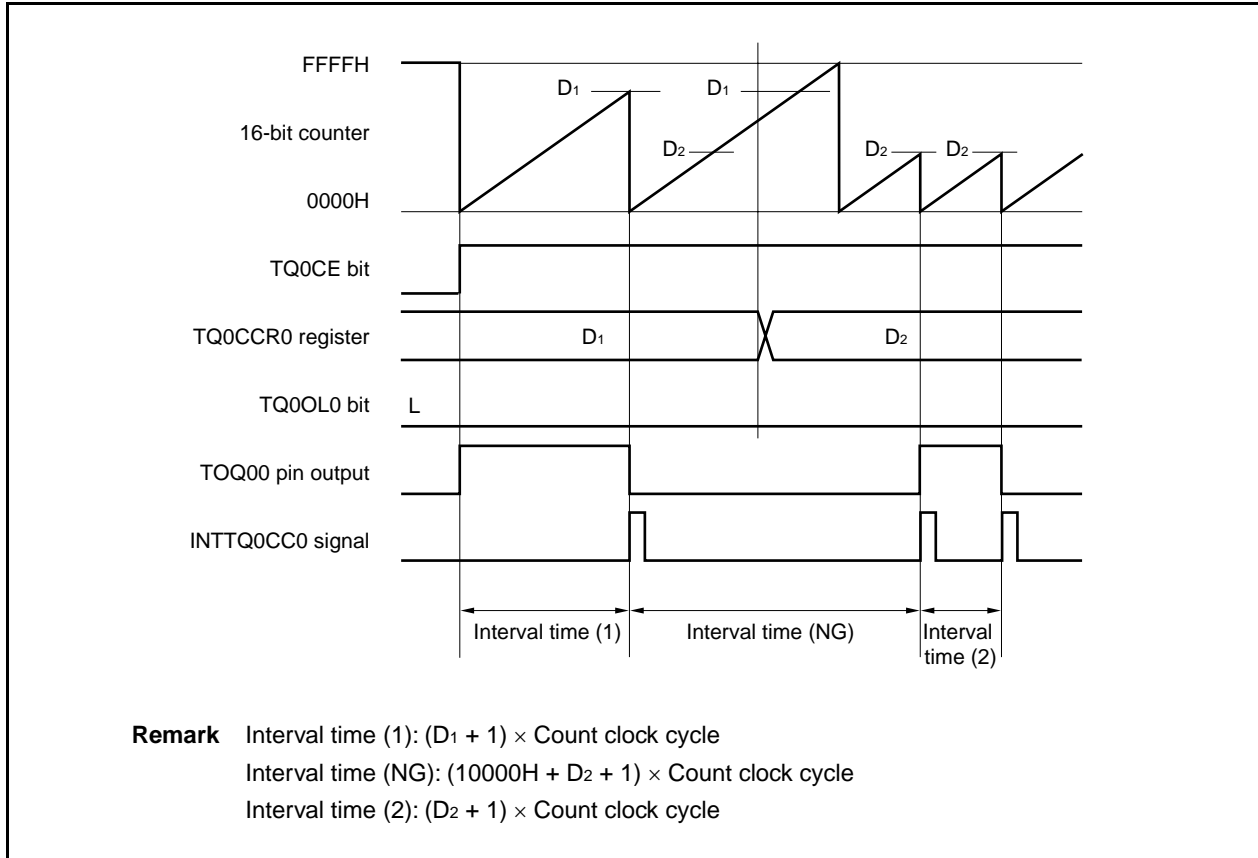 FFFFH
D1
D1
16-bit counter
D2
D2
D2
0000H
TQ0CE bit
TQ0CCR0 register
D1
D2
TQ0OL0 bit
L
TOQ00 pin output
INTTQ0CC0 signal
Interval time (1)
Interval time (NG)
Interval
time (2)
Remark Interval time (1): (D1 + 1) × Count clock cycle
Interval time (NG): (10000H + D2 + 1) × Count clock cycle
Interval time (2): (D2 + 1) × Count clock cycle